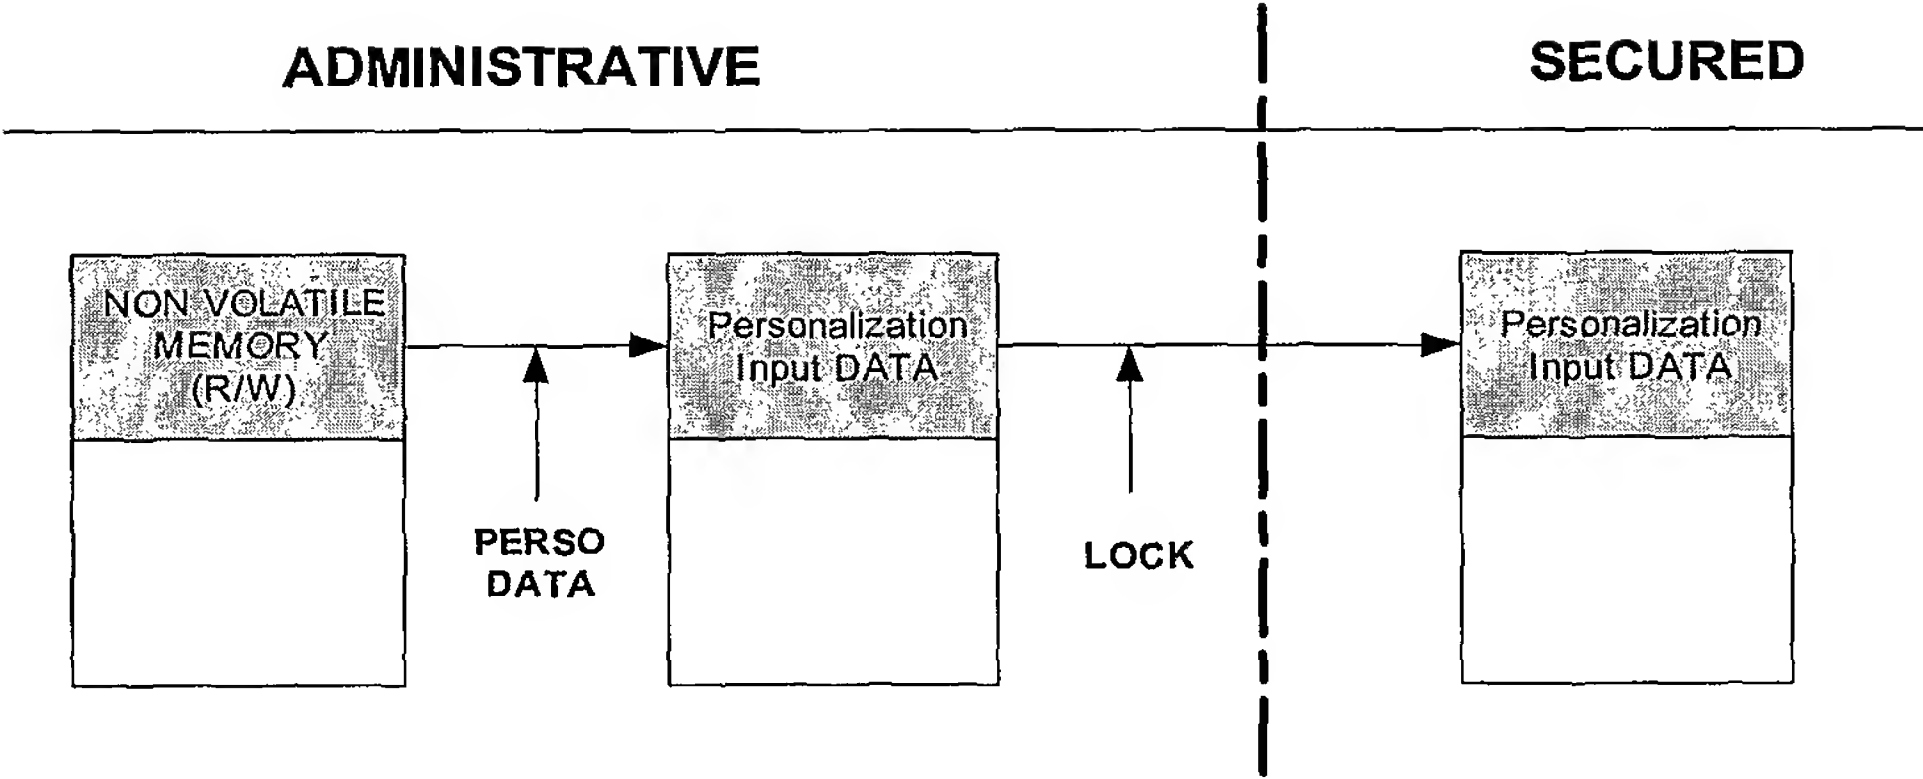 ADMINISTRATIVE
SECURED
NON VOLATILE
MEMORY
(R/W)
PERSO
DATA
Personalization
Input DATA
LOCK
Personalization
Input DATA